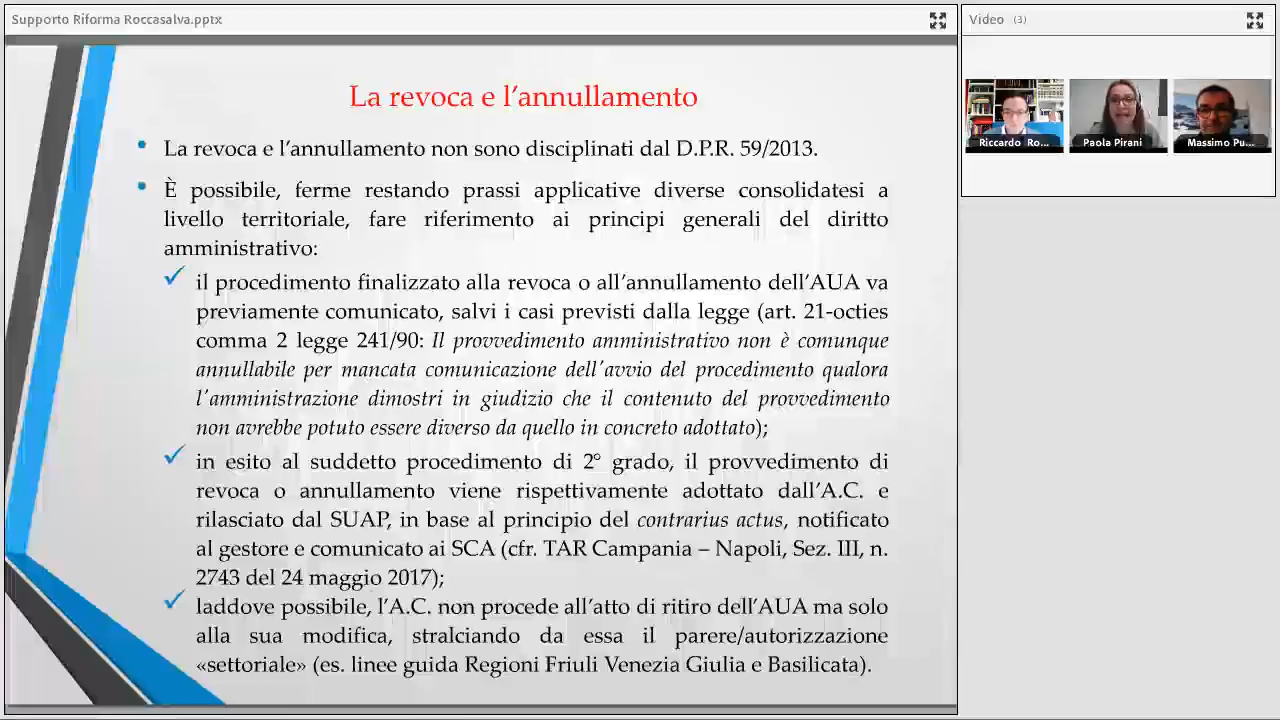 Supporto Riforma Roccasalva.pptx
Video (3)
La revoca e l'annullamento
• La revoca e l'annullamento non sono disciplinati dal D.P.R. 59/2013.
• È possibile, ferme restando prassi applicative diverse consolidatesi a
livello territoriale, fare riferimento ai principi generali del diritto
amministrativo:
✓ il procedimento finalizzato alla revoca o all'annullamento dell'AUA va
previamente comunicato, salvi i casi previsti dalla legge (art. 21-octies
comma 2 legge 241/90: Il provvedimento amministrativo non è comunque
annullabile per mancata comunicazione dell'avvio del procedimento qualora
l'amministrazione dimostri in giudizio che il contenuto del provvedimento
non avrebbe potuto essere diverso da quello in concreto adottato);
✓ in esito al suddetto procedimento di 2° grado, il provvedimento di
revoca o annullamento viene rispettivamente adottato dall'A.C. e
rilasciato dal SUAP, in base al principio del contrarius actus, notificato
al gestore e comunicato ai SCA (cfr. TAR Campania – Napoli, Sez. III, n.
2743 del 24 maggio 2017);
✓ laddove possibile, l'A.C. non procede all'atto di ritiro dell'AUA ma solo
alla sua modifica, stralciando da essa il parere/autorizzazione
«settoriale» (es. linee guida Regioni Friuli Venezia Giulia e Basilicata).
Riccardo Ro...
Paola Pirani
Massimo Pu...